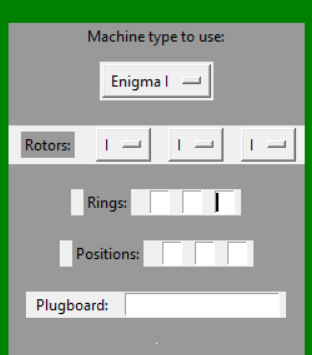 Machine type to use:
Enigma I
Rotors: I I I
Rings:
Positions:
Plugboard: